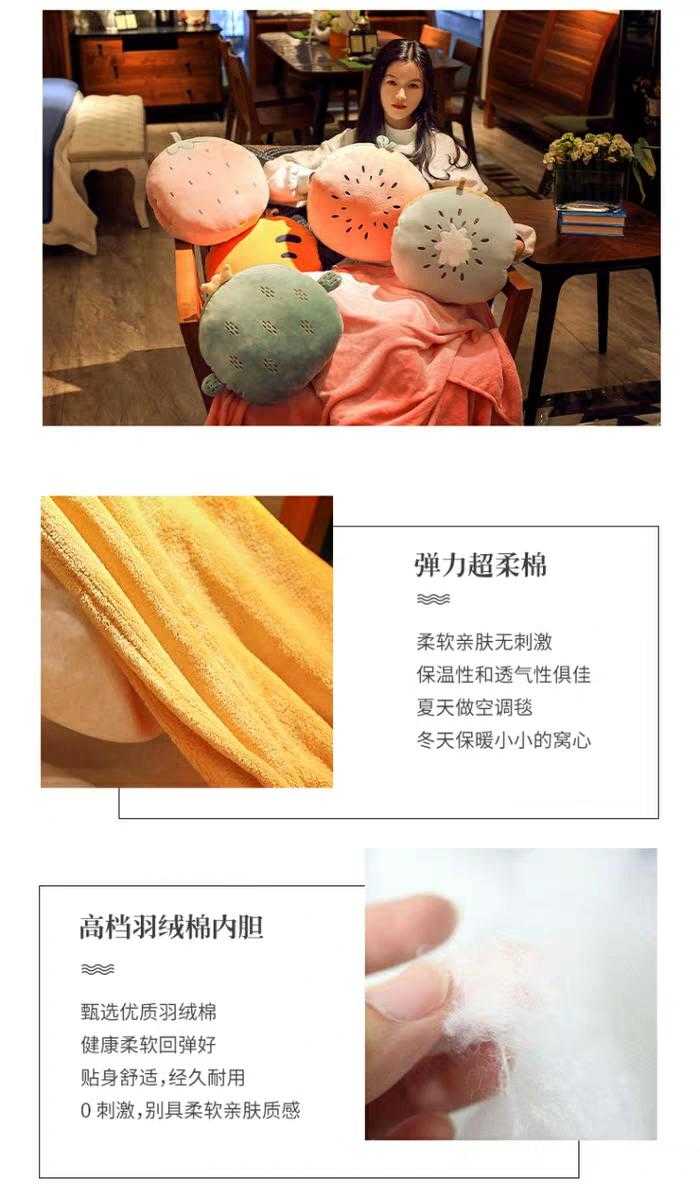 弹力超柔棉
柔软亲肤无刺激
保温性和透气性俱佳
夏天做空调毯
冬天保暖小小的窝心
高档羽绒棉内胆
甄选优质羽绒棉
健康柔软回弹好
贴身舒适,经久耐用
0刺激,别具柔软亲肤质感